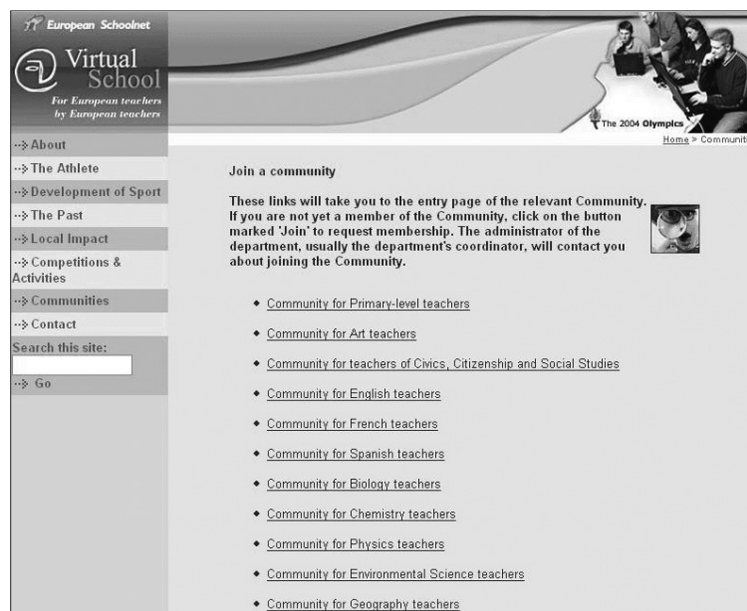 European Schoolnet
Virtual
School
For European teachers
by European teachers
The 2004 Olympics
Home > Communiti
About
The Athlete
Development of Sport
The Past
Local Impact
Competitions &
Activities
Communities
Contact
Search this site:
Go
Join a community
These links will take you to the entry page of the relevant Community.
If you are not yet a member of the Community, click on the button
marked 'Join' to request membership. The administrator of the
department, usually the department's coordinator, will contact you
about joining the Community.
Community for Primary-level teachers
Community for Art teachers
Community for teachers of Civics, Citizenship and Social Studies
Community for English teachers
Community for French teachers
Community for Spanish teachers
Community for Biology teachers
Community for Chemistry teachers
Community for Physics teachers
Community for Environmental Science teachers
Community for Geography teachers